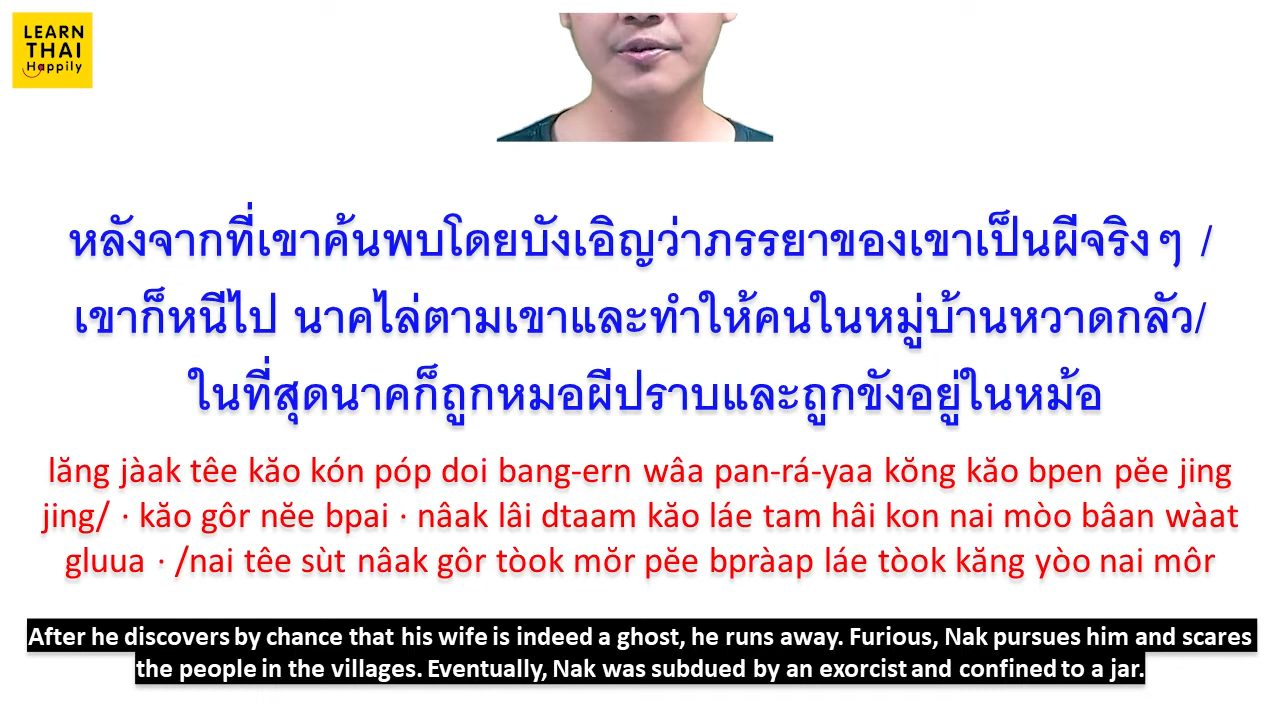 LEARN
THAI
Happily
หลังจากที่เขาค้นพบโดยบังเอิญว่าภรรยาของเขาเป็นผีจริงๆ /
เขาก็หนีไป นาคไล่ตามเขาและทำให้คนในหมู่บ้านหวาดกลัว/
ในที่สุดนาคก็ถูกหมอผีปราบและถูกขังอยู่ในหม้อ
lăng jàak têe kăo kón póp doi bang-ern wâa pan-rá-yaa kŏng kăo bpen pĕe jing
jing/ · kăo gôr nĕe bpai · nâak lâi dtaam kăo láe tam hâi kon nai mòo bâan wàat
gluua · /nai têe sùt nâak gôr tòok mŏr pĕe bpràap láe tòok kăng yòo nai môr
After he discovers by chance that his wife is indeed a ghost, he runs away. Furious, Nak pursues him and scares
the people in the villages. Eventually, Nak was subdued by an exorcist and confined to a jar.